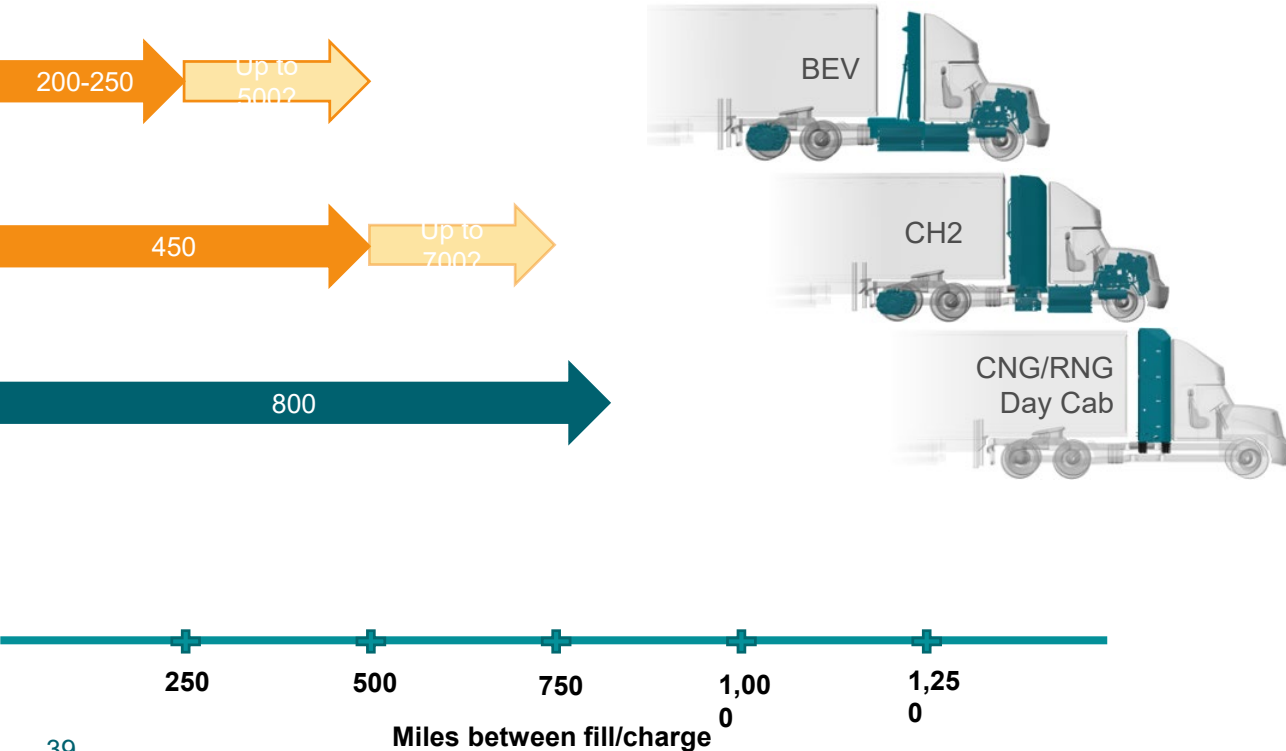 200-250
Up to
500?
BEV
450
Up to
700?
CH2
800
CNG/RNG
Day Cab
250
500
750
1,00
0
1,25
0
Miles between fill/charge
39